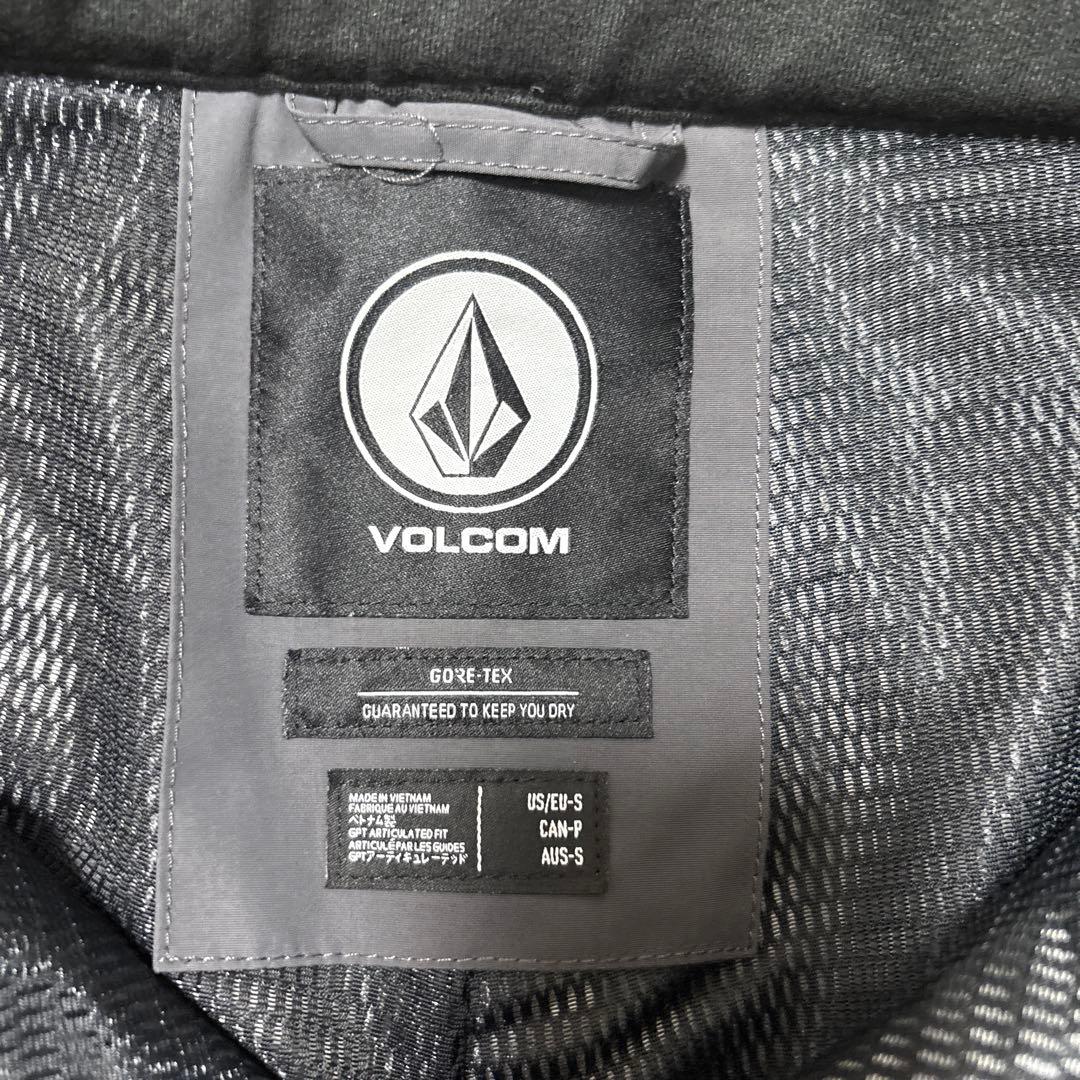 VOLCOM
GORE-TEX
GUARANTEED TO KEEP YOU DRY
MADE IN VIETNAM
FABRIQUE AU VIETNAM
ベトナム製
GPT ARTICULATED FIT
ARTICULÉ PAR LES GUIDES
GPTアーティキュレーテッド
US/EU-S
CAN-P
AUS-S